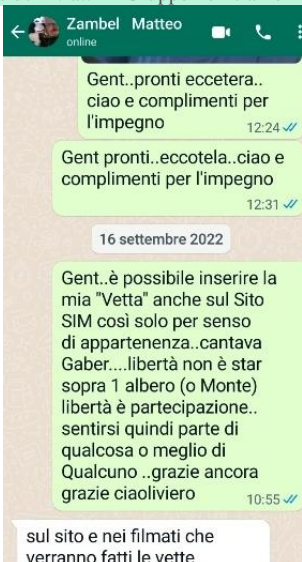 Zambel Matteo
online
Gent..pronti eccetera..
ciao e complimenti per
l'impegno
12:24
Gent pronti..eccotela..ciao e
complimenti per l'impegno
12:31
16 settembre 2022
Gent..è possibile inserire la
mia "Vetta" anche sul Sito
SIM così solo per senso
di appartenenza..cantava
Gaber....libertà non è star
sopra 1 albero (o Monte)
libertà è partecipazione..
sentirsi quindi parte di
qualcosa o meglio di
Qualcuno ..grazie ancora
grazie ciaoliviero
10:55
sul sito e nei filmati che
verranno fatti le vette